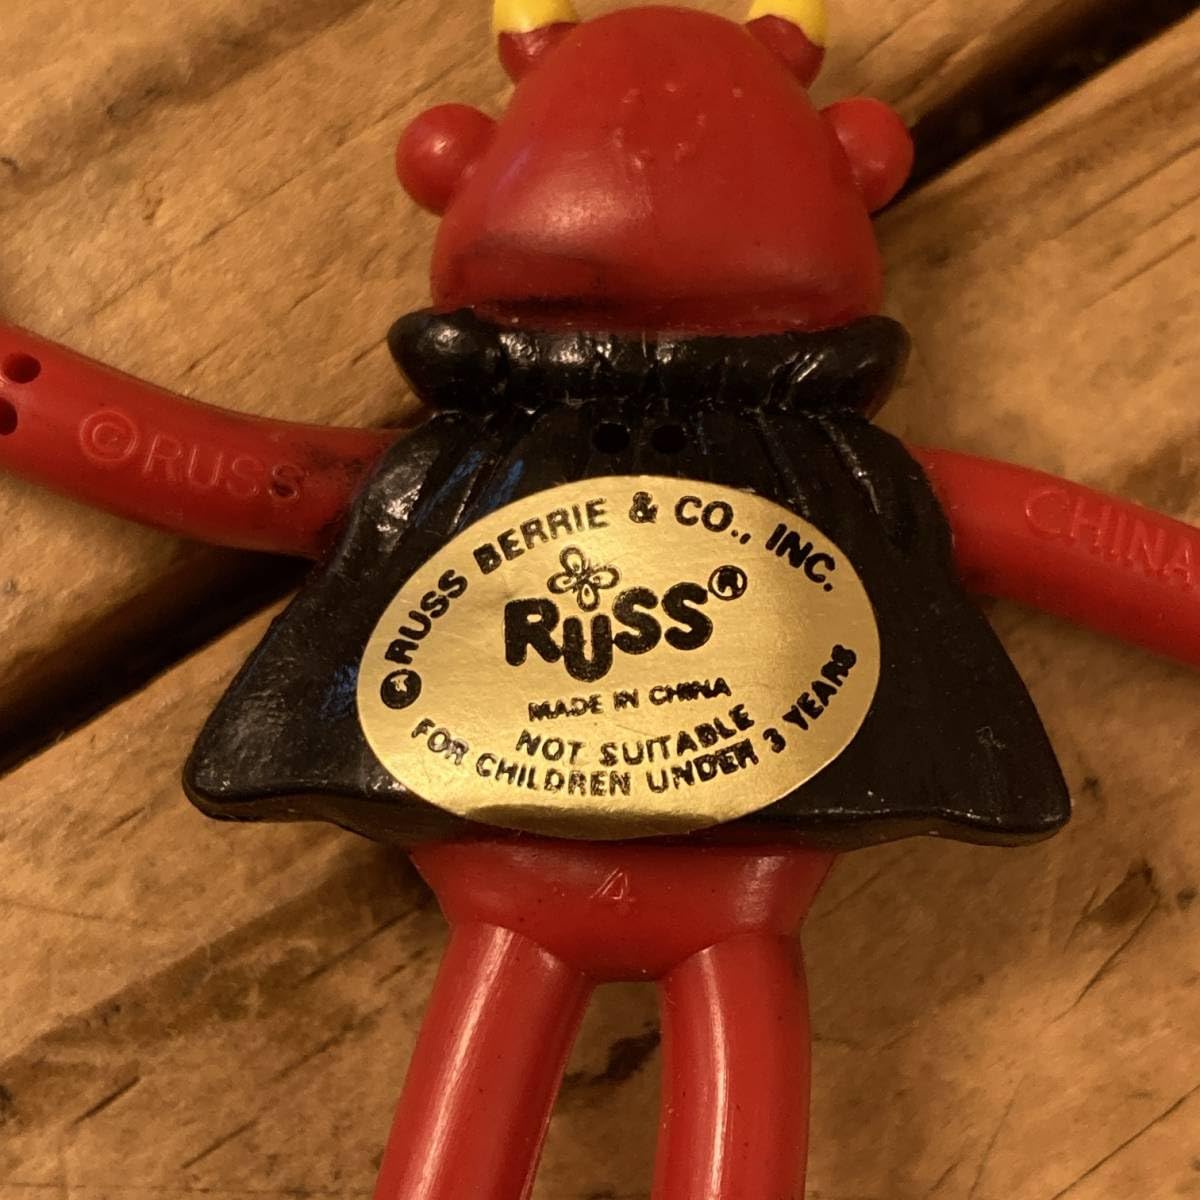 ©RUSS
CHINA
©RUSS BERRIE & CO., INC.
RUSS®
MADE IN CHINA
NOT SUITABLE
FOR CHILDREN UNDER 3 YEARS
4